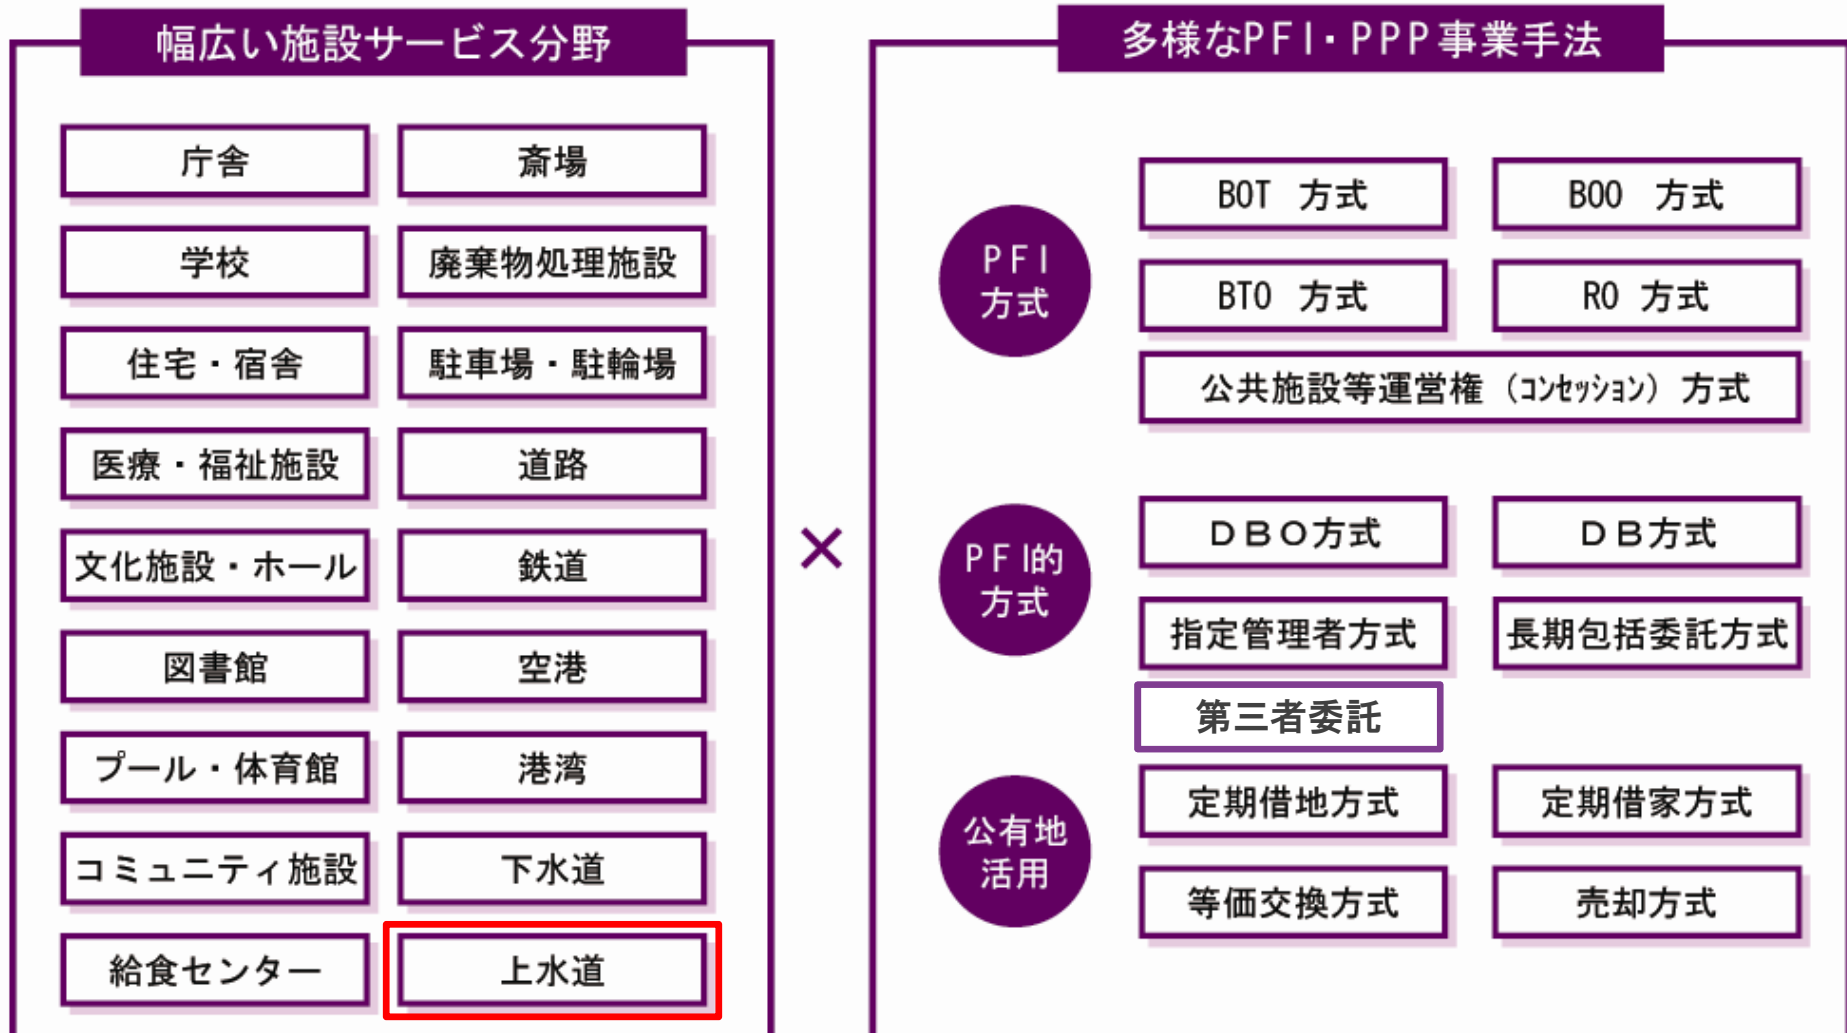 幅広い施設サービス分野
庁舎
斎場
学校
廃棄物処理施設
住宅・宿舎
駐車場・駐輪場
医療・福祉施設
道路
文化施設・ホール
鉄道
図書館
空港
プール・体育館
港湾
コミュニティ施設
下水道
給食センター
上水道
×
多様なPFI・PPP事業手法
PFI
方式
BOT 方式
BOO 方式
BTO 方式
RO 方式
公共施設等運営権（コンセッション）方式
PFI的
方式
DBO方式
DB方式
指定管理者方式
長期包括委託方式
第三者委託
公有地
活用
定期借地方式
定期借家方式
等価交換方式
売却方式